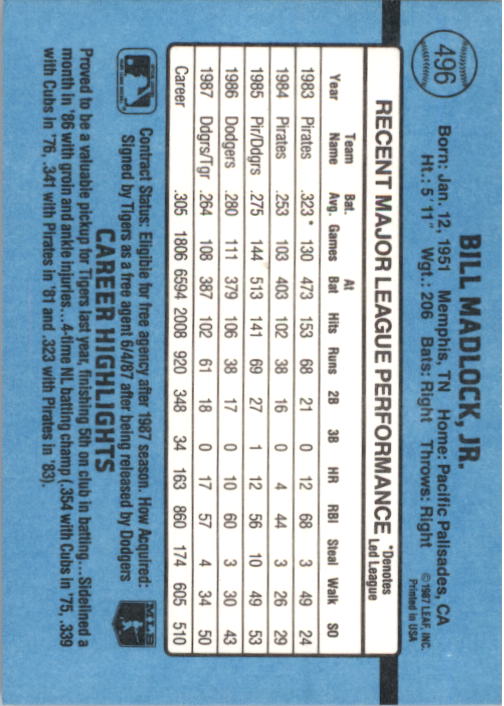 496
BILL MADLOCK, JR.
Born: Jan. 12, 1951 Memphis, TN Home: Pacific Palisades, CA
Ht.: 5'11" Wgt.: 206 Bats: Right Throws: Right
© 1987 LEAF, INC.
Printed in USA
RECENT MAJOR LEAGUE PERFORMANCE *Denotes Led League
Year Team Name Bat. Avg. Games At Bat Hits Runs 2B 3B HR RBI Steal Walk SO
1983 Pirates .323* 130 473 153 68 21 0 12 68 3 49 24
1984 Pirates .253 103 403 102 38 16 0 4 44 3 26 29
1985 Pir/Ddgrs .275 144 513 141 69 27 1 12 56 10 49 53
1986 Dodgers .280 111 379 106 38 17 0 10 60 3 30 43
1987 Ddgrs/Tgr .264 108 387 102 61 18 0 17 57 4 34 50
Career .305 1806 6594 2008 920 348 34 163 860 174 605 510
Contract Status: Eligible for free agency after 1987 season. How Acquired:
Signed by Tigers as a free agent 6/4/87 after being released by Dodgers
MLB
CAREER HIGHLIGHTS
Proved to be a valuable pickup for Tigers last year, finishing 5th on club in batting...Sidelined a
month in '86 with groin and ankle injuries...4-time NL batting champ (.354 with Cubs in '75, .339
with Cubs in '76, .341 with Pirates in '81 and .323 with Pirates in '83).